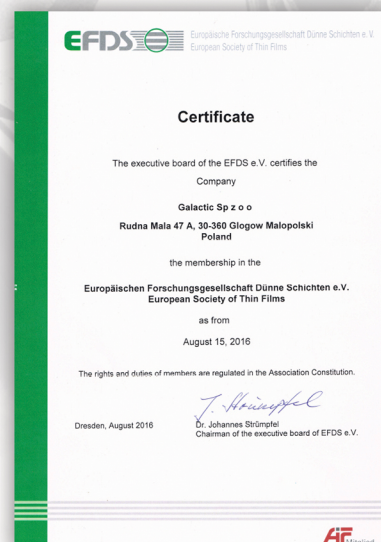 EFDS
Europäische Forschungsgesellschaft Dünne Schichten e. V.
European Society of Thin Films
Certificate
The executive board of the EFDS e.V. certifies the
Company
Galactic Sp z o o
Rudna Mala 47 A, 30-360 Glogow Malopolski
Poland
the membership in the
Europäischen Forschungsgesellschaft Dünne Schichten e.V.
European Society of Thin Films
as from
August 15, 2016
The rights and duties of members are regulated in the Association Constitution.
Dresden, August 2016
Dr. Johannes Strümpfel
Chairman of the executive board of EFDS e.V.
AiF Mitglied